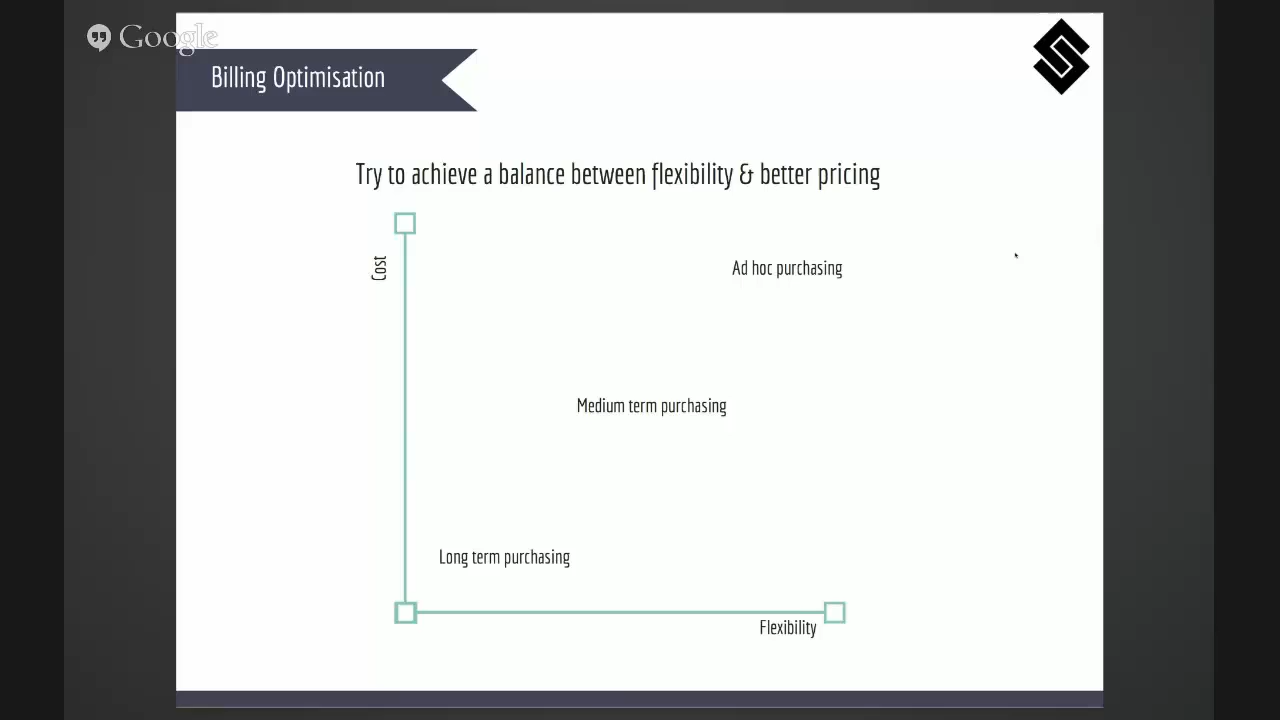 Google
Billing Optimisation
Try to achieve a balance between flexibility & better pricing
Cost
Ad hoc purchasing
Medium term purchasing
Long term purchasing
Flexibility